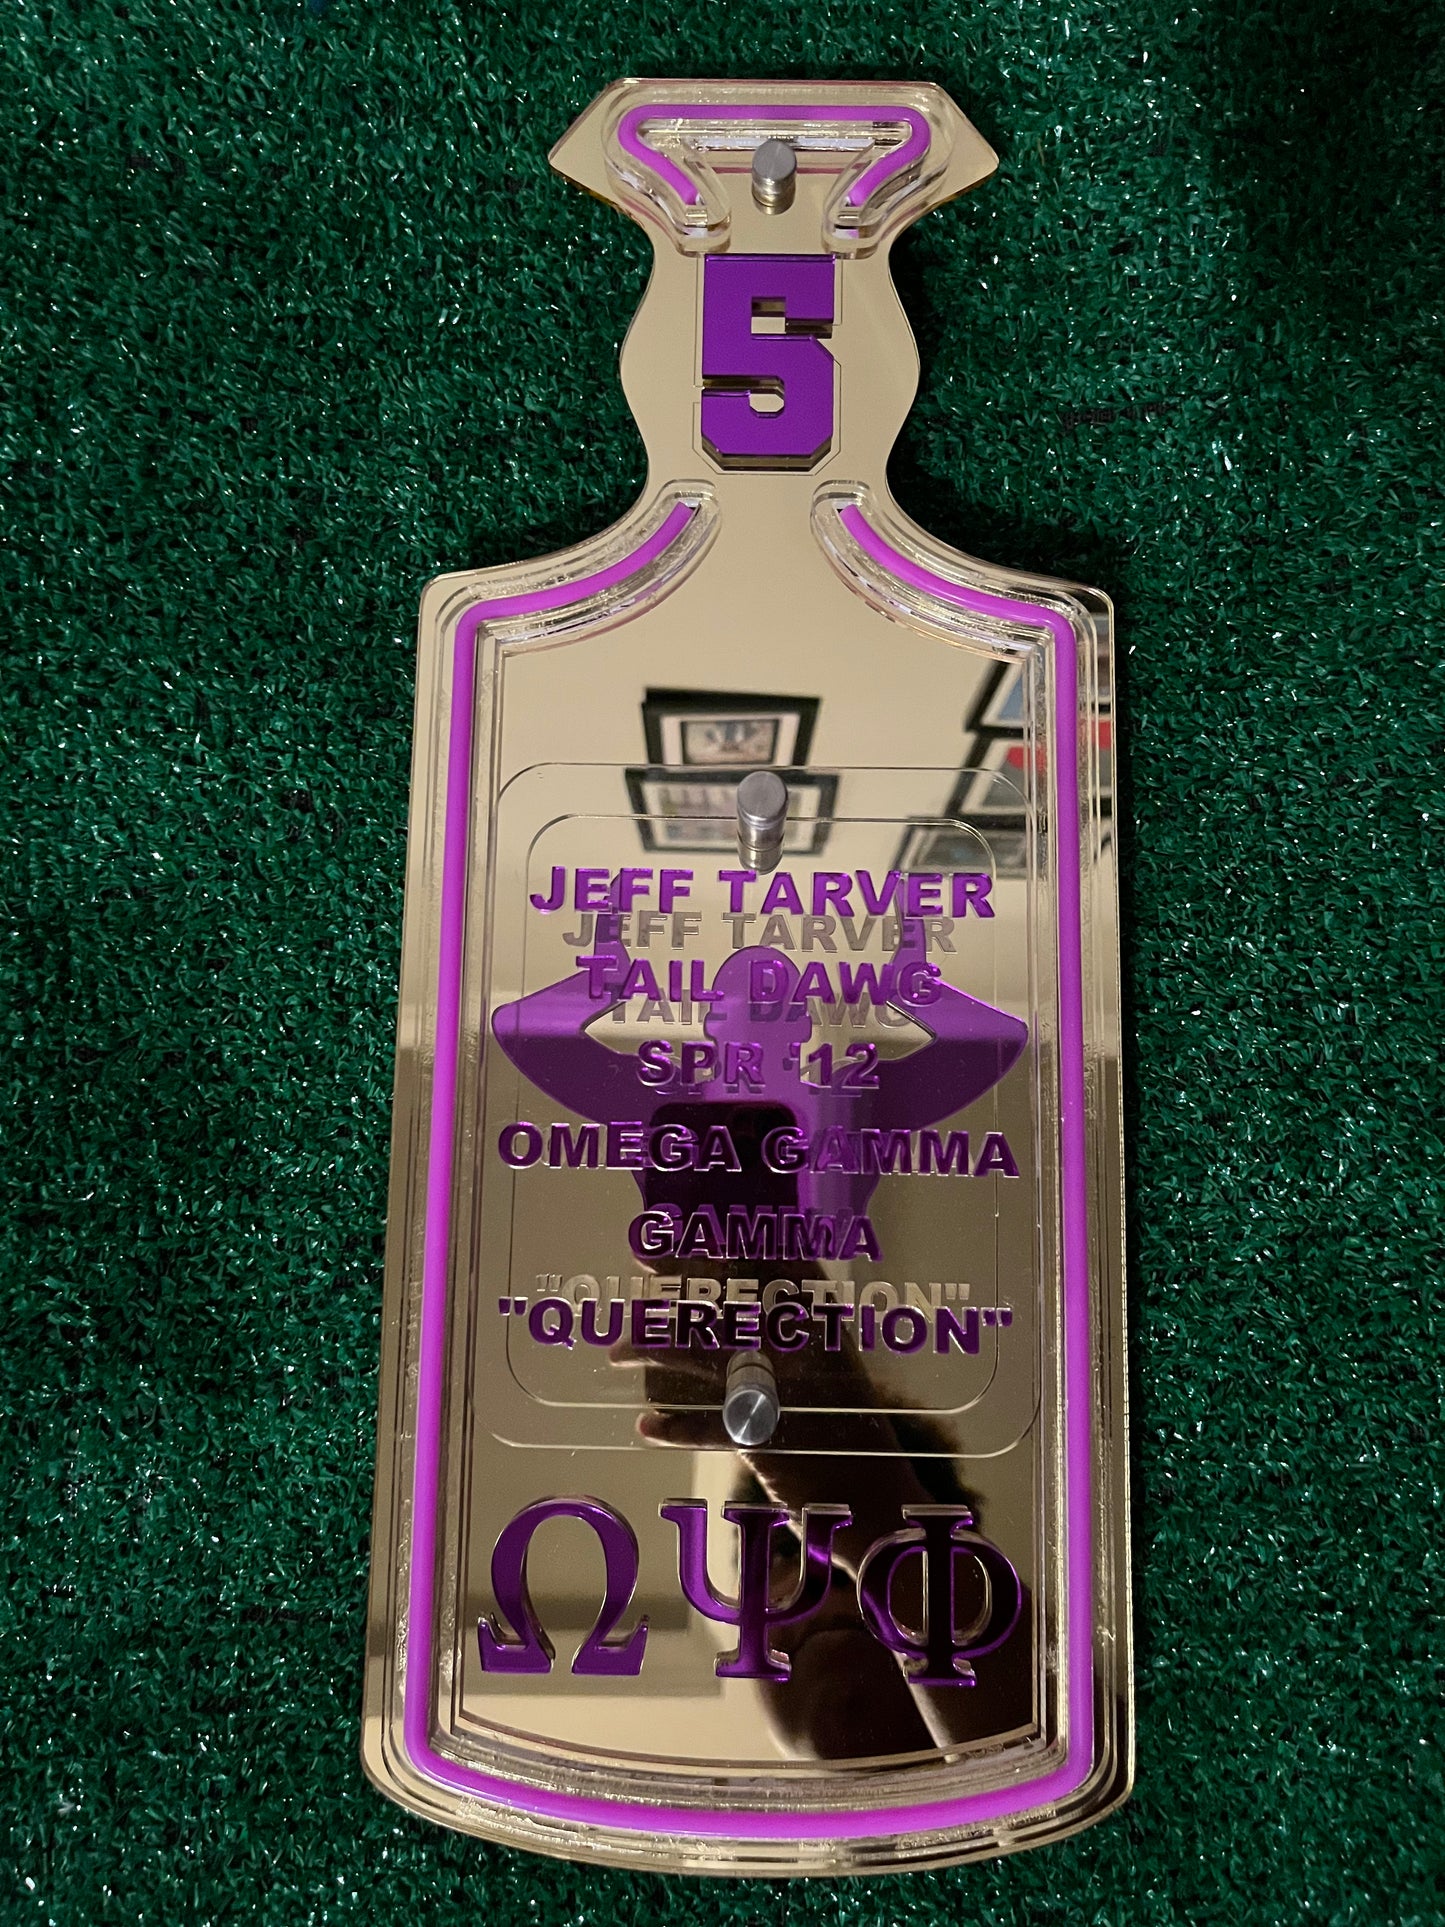 5
JEFF TARVER
TAIL DAWG
SPR '12
OMEGA GAMMA
GAMMA
"QUERECTION"
ΩΨΦ